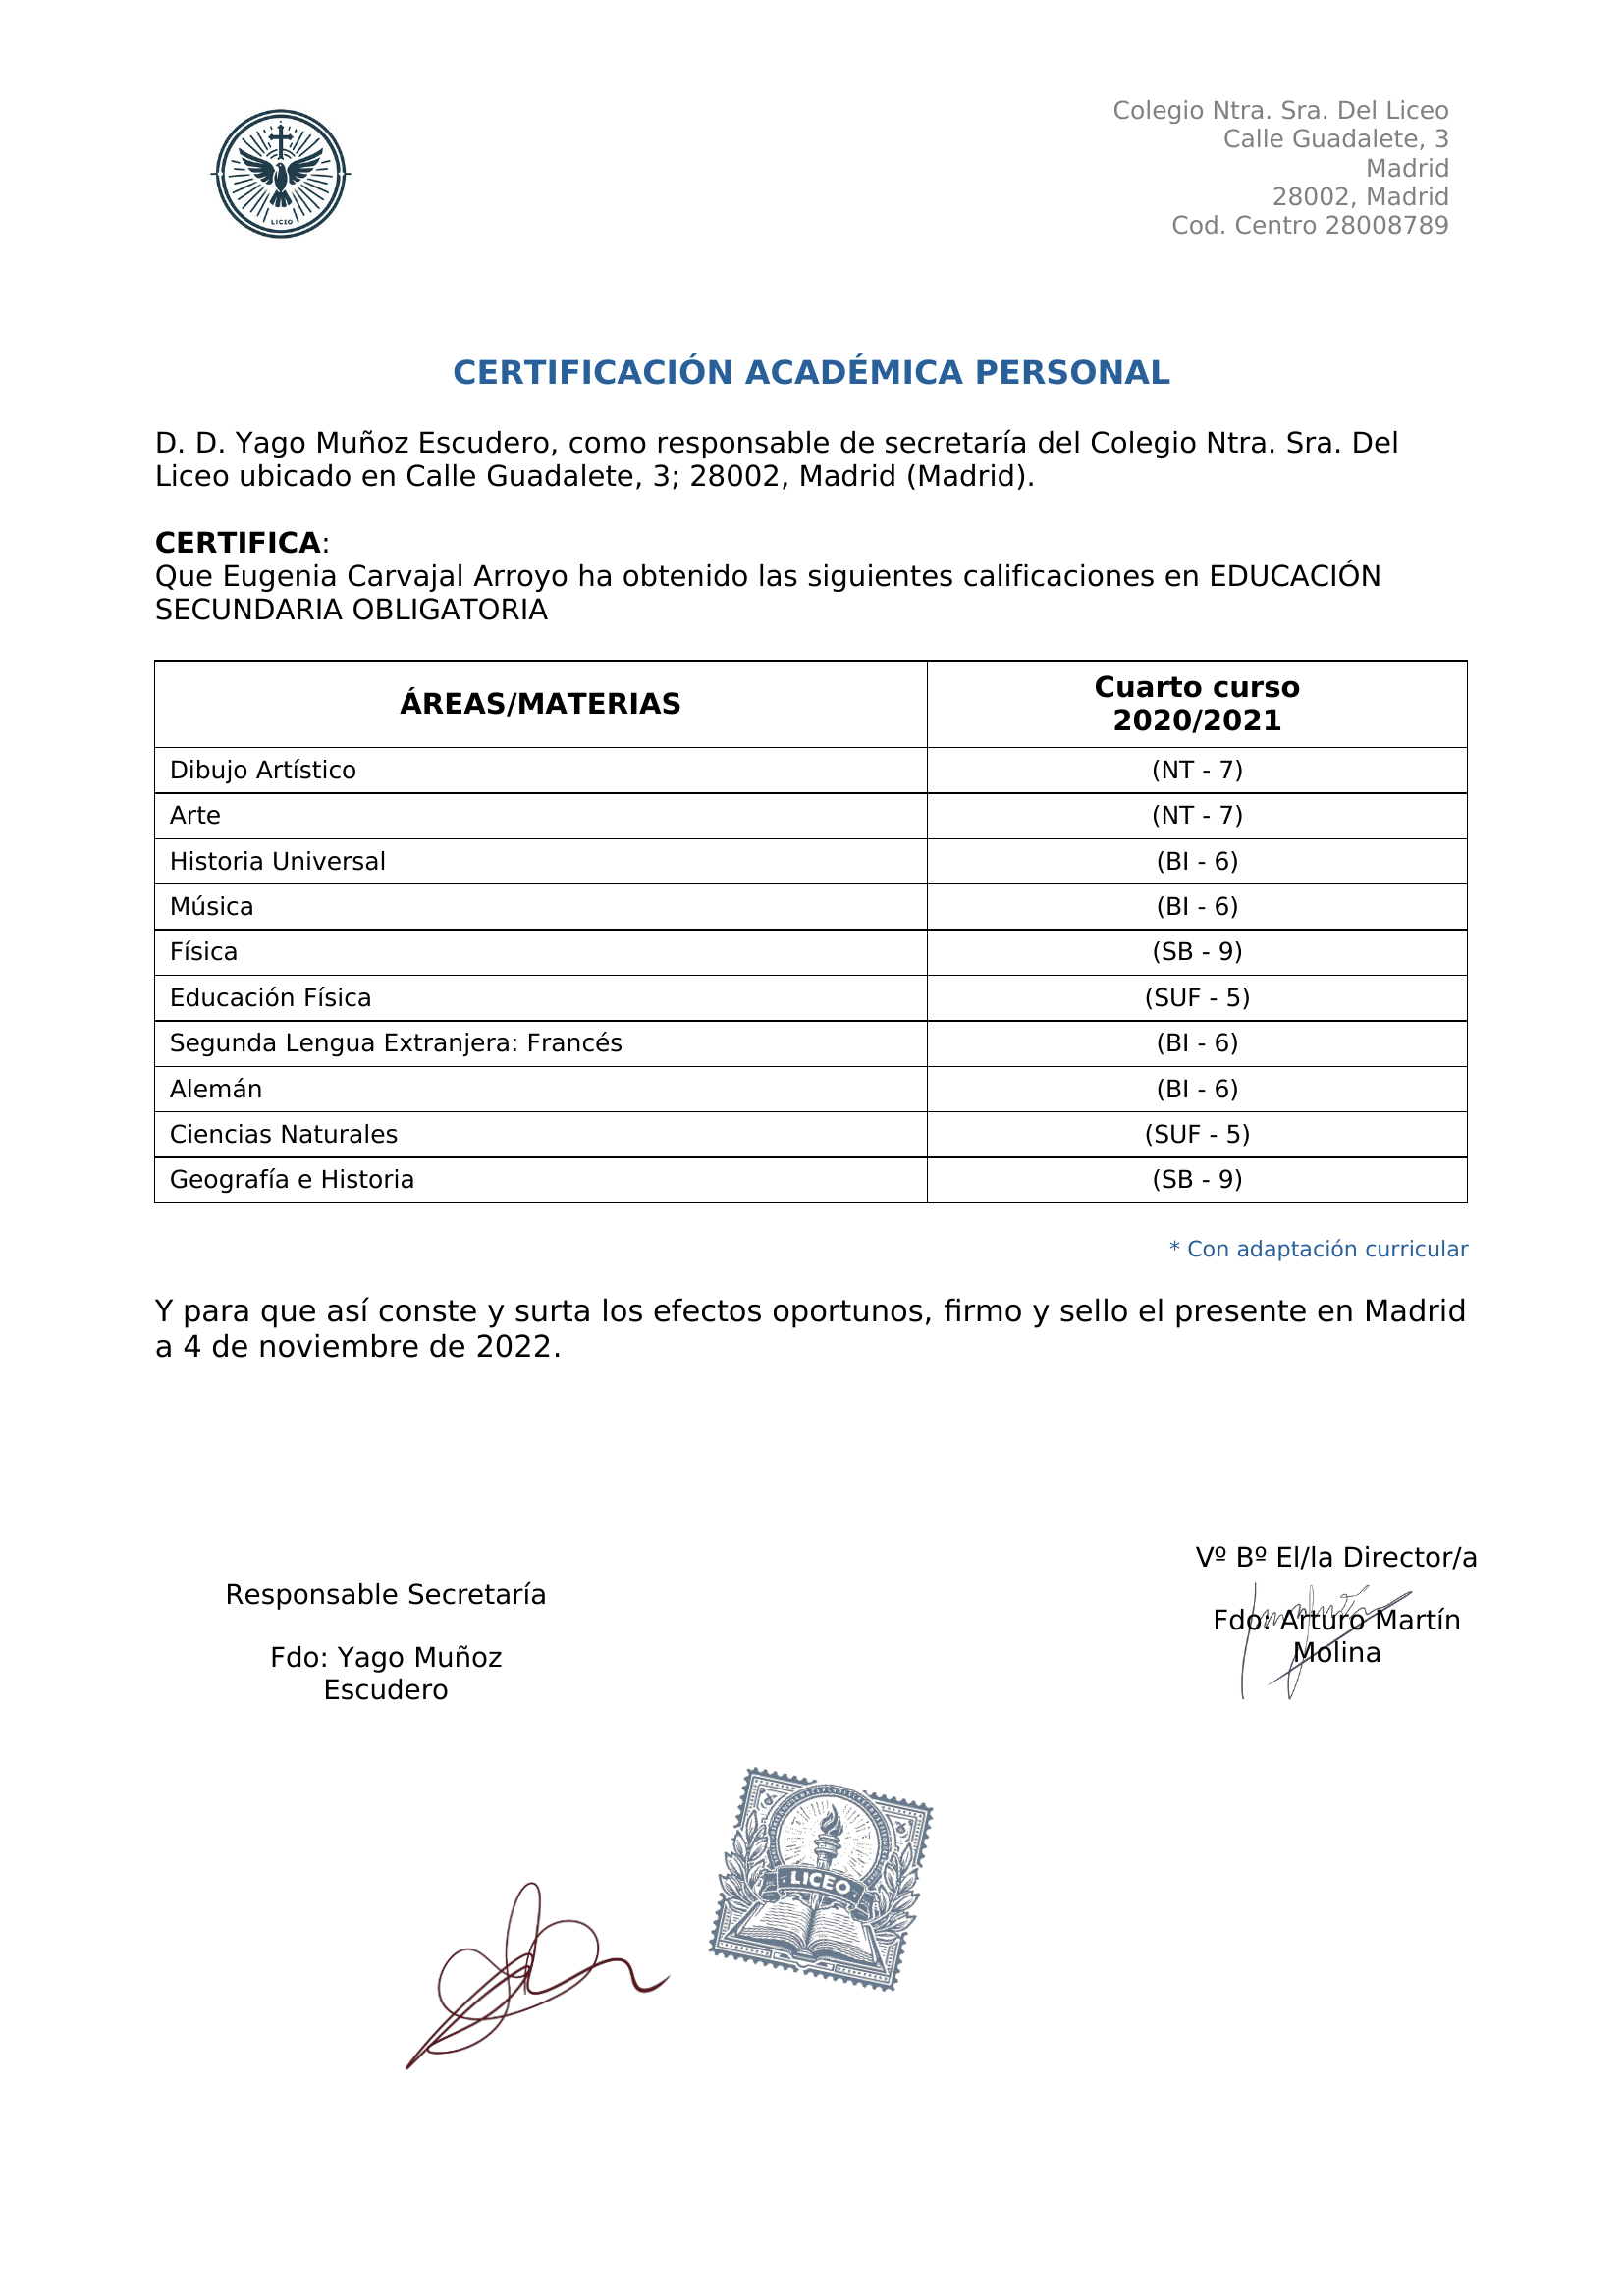 LICEO
Colegio Ntra. Sra. Del Liceo
Calle Guadalete, 3
Madrid
28002, Madrid
Cod. Centro 28008789
CERTIFICACIÓN ACADÉMICA PERSONAL
D. D. Yago Muñoz Escudero, como responsable de secretaría del Colegio Ntra. Sra. Del
Liceo ubicado en Calle Guadalete, 3; 28002, Madrid (Madrid).
CERTIFICA:
Que Eugenia Carvajal Arroyo ha obtenido las siguientes calificaciones en EDUCACIÓN
SECUNDARIA OBLIGATORIA
ÁREAS/MATERIAS Cuarto curso
2020/2021
Dibujo Artístico (NT - 7)
Arte (NT - 7)
Historia Universal (BI - 6)
Música (BI - 6)
Física (SB - 9)
Educación Física (SUF - 5)
Segunda Lengua Extranjera: Francés (BI - 6)
Alemán (BI - 6)
Ciencias Naturales (SUF - 5)
Geografía e Historia (SB - 9)
* Con adaptación curricular
Y para que así conste y surta los efectos oportunos, firmo y sello el presente en Madrid
a 4 de noviembre de 2022.
Responsable Secretaría
Fdo: Yago Muñoz
Escudero
Vº Bº El/la Director/a
Fdo: Arturo Martín
Molina
LICEO